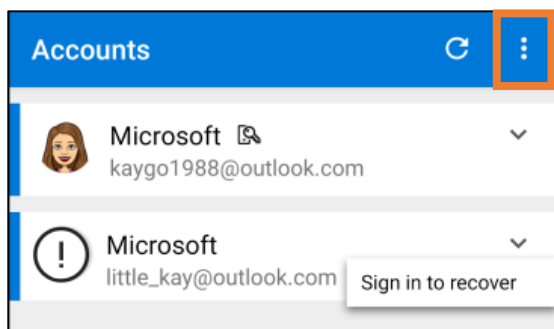 Accounts
Microsoft
kaygo1988@outlook.com
Microsoft
little_kay@outlook.com
Sign in to recover